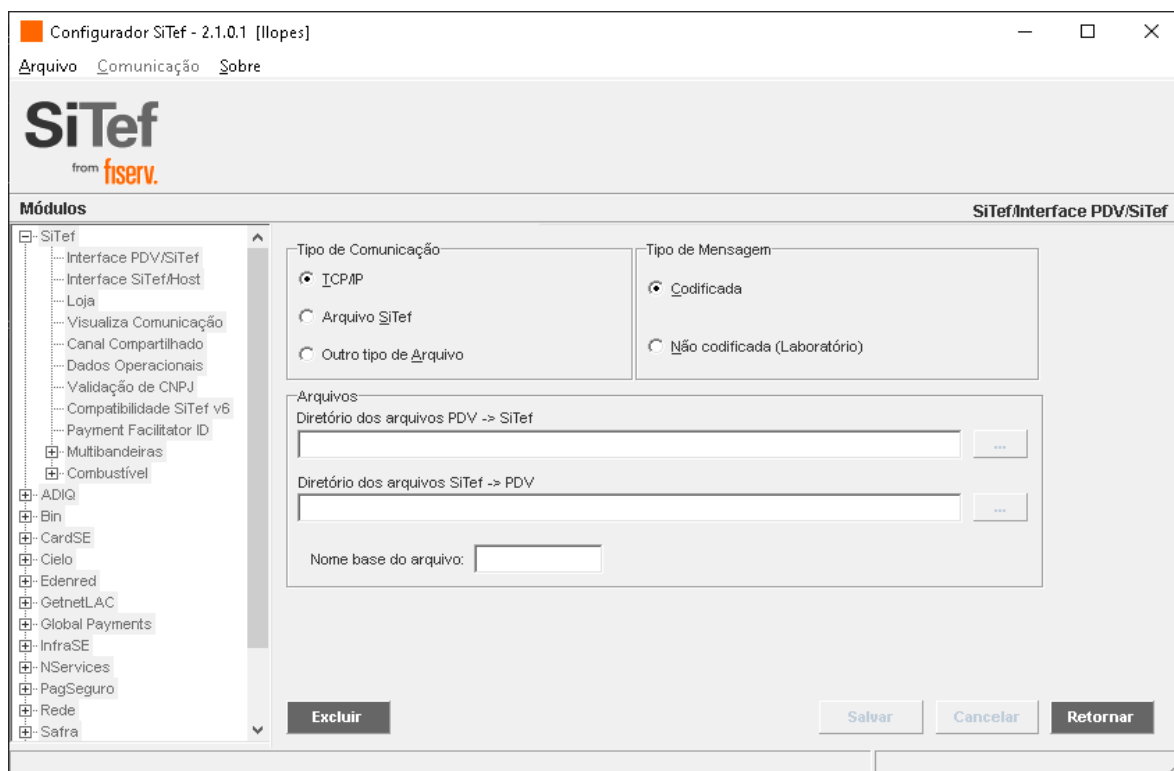 Configurador SiTef - 2.1.0.1 [llopes]
Arquivo Comunicação Sobre
SiTef
from fiserv.
Módulos
SiTef/Interface PDV/SiTef
SiTef
Interface PDV/SiTef
Interface SiTef/Host
Loja
Visualiza Comunicação
Canal Compartilhado
Dados Operacionais
Validação de CNPJ
Compatibilidade SiTef v6
Payment Facilitator ID
Multibandeiras
Combustível
ADIQ
Bin
CardSE
Cielo
Edenred
GetnetLAC
Global Payments
InfraSE
NServices
PagSeguro
Rede
Safra
Tipo de Comunicação
TCP/IP
Arquivo SiTef
Outro tipo de Arquivo
Tipo de Mensagem
Codificada
Não codificada (Laboratório)
Arquivos
Diretório dos arquivos PDV -> SiTef
...
Diretório dos arquivos SiTef -> PDV
...
Nome base do arquivo:
Excluir
Salvar
Cancelar
Retornar